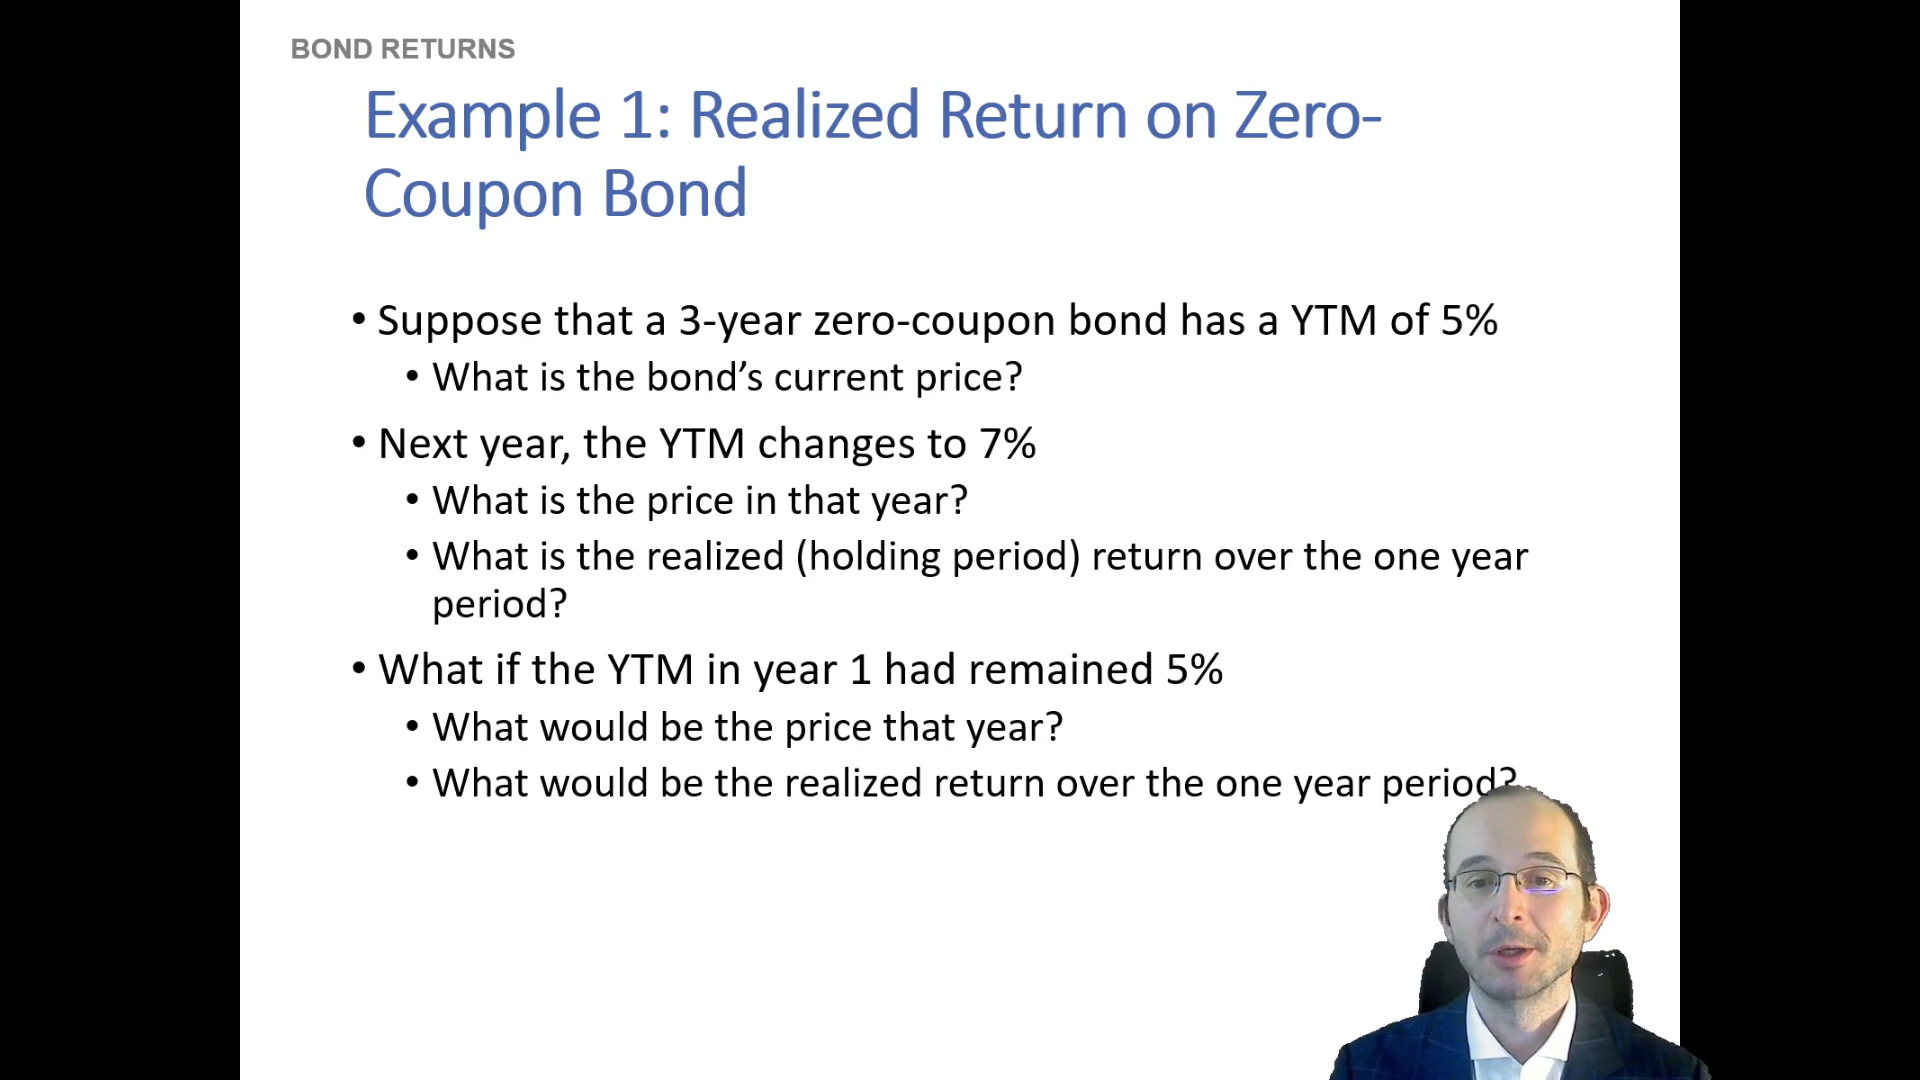 BOND RETURNS
Example 1: Realized Return on Zero-
Coupon Bond
• Suppose that a 3-year zero-coupon bond has a YTM of 5%
• What is the bond’s current price?
• Next year, the YTM changes to 7%
• What is the price in that year?
• What is the realized (holding period) return over the one year
period?
• What if the YTM in year 1 had remained 5%
• What would be the price that year?
• What would be the realized return over the one year period?